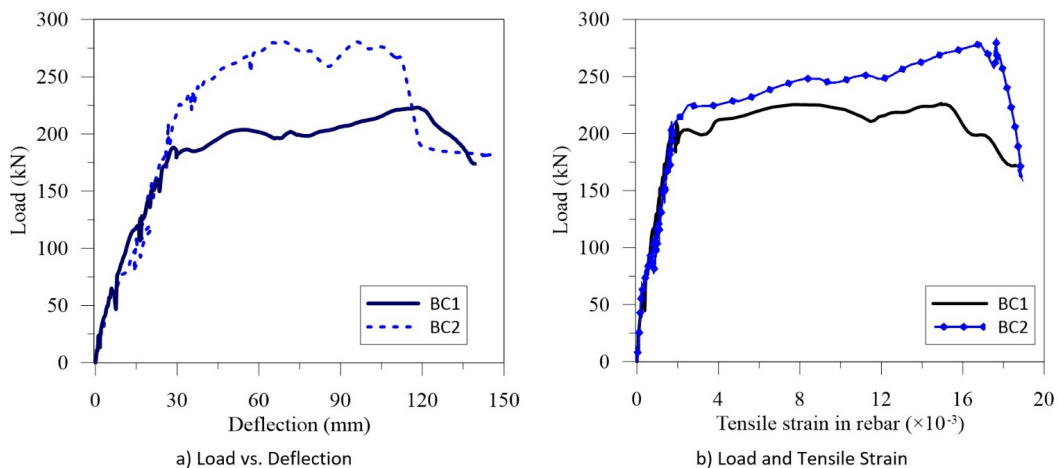 300
250
200
150
100
50
0
Load (kN)
0 30 60 90 120 150
Deflection (mm)
BC1
BC2
a) Load vs. Deflection
300
250
200
150
100
50
0
Load (kN)
0 4 8 12 16 20
Tensile strain in rebar (×10⁻³)
BC1
BC2
b) Load and Tensile Strain